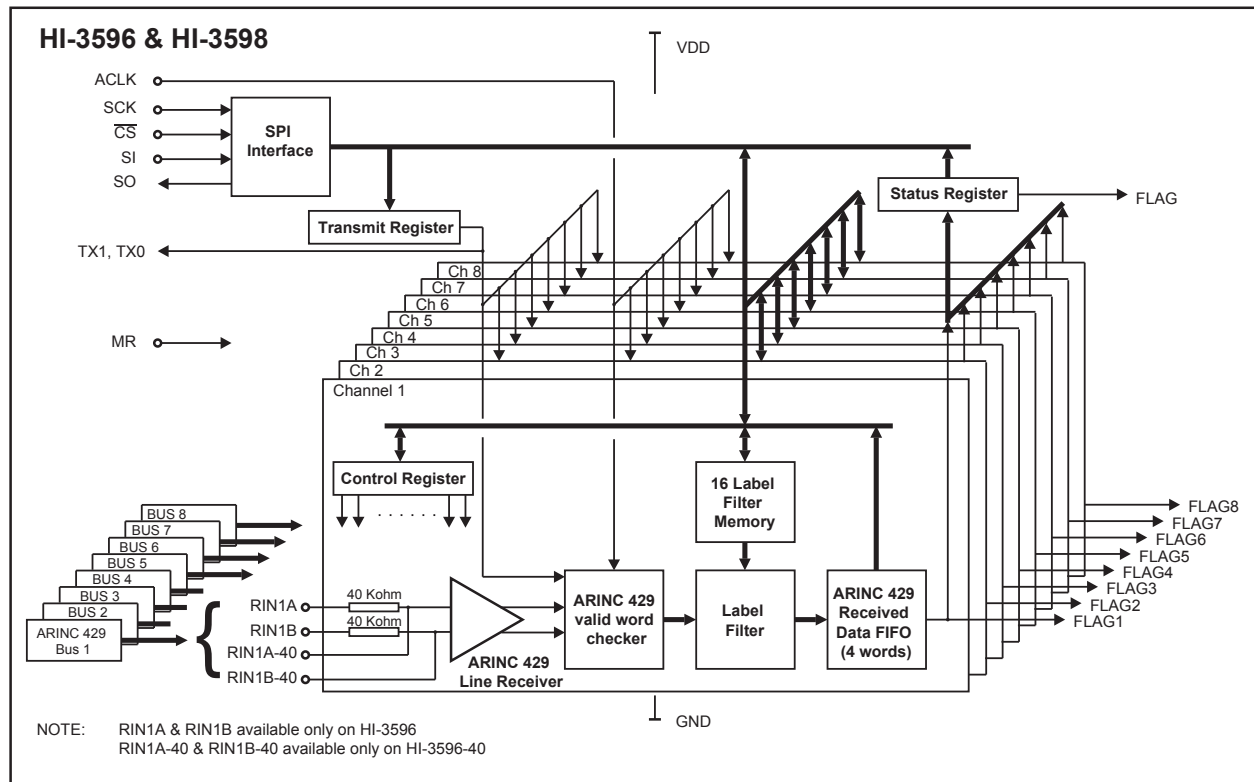 HI-3596 & HI-3598
VDD
ACLK
SCK
CS
SI
SO
SPI
Interface
Status Register
FLAG
Transmit Register
TX1, TX0
MR
Ch 8
Ch 7
Ch 6
Ch 5
Ch 4
Ch 3
Ch 2
Channel 1
Control Register
. . . . . .
16 Label
Filter
Memory
FLAG8
FLAG7
FLAG6
FLAG5
FLAG4
FLAG3
FLAG2
FLAG1
BUS 8
BUS 7
BUS 6
BUS 5
BUS 4
BUS 3
BUS 2
ARINC 429
Bus 1
RIN1A
40 Kohm
RIN1B
40 Kohm
RIN1A-40
RIN1B-40
ARINC 429
Line Receiver
ARINC 429
valid word
checker
Label
Filter
ARINC 429
Received
Data FIFO
(4 words)
GND
NOTE: RIN1A & RIN1B available only on HI-3596
RIN1A-40 & RIN1B-40 available only on HI-3596-40